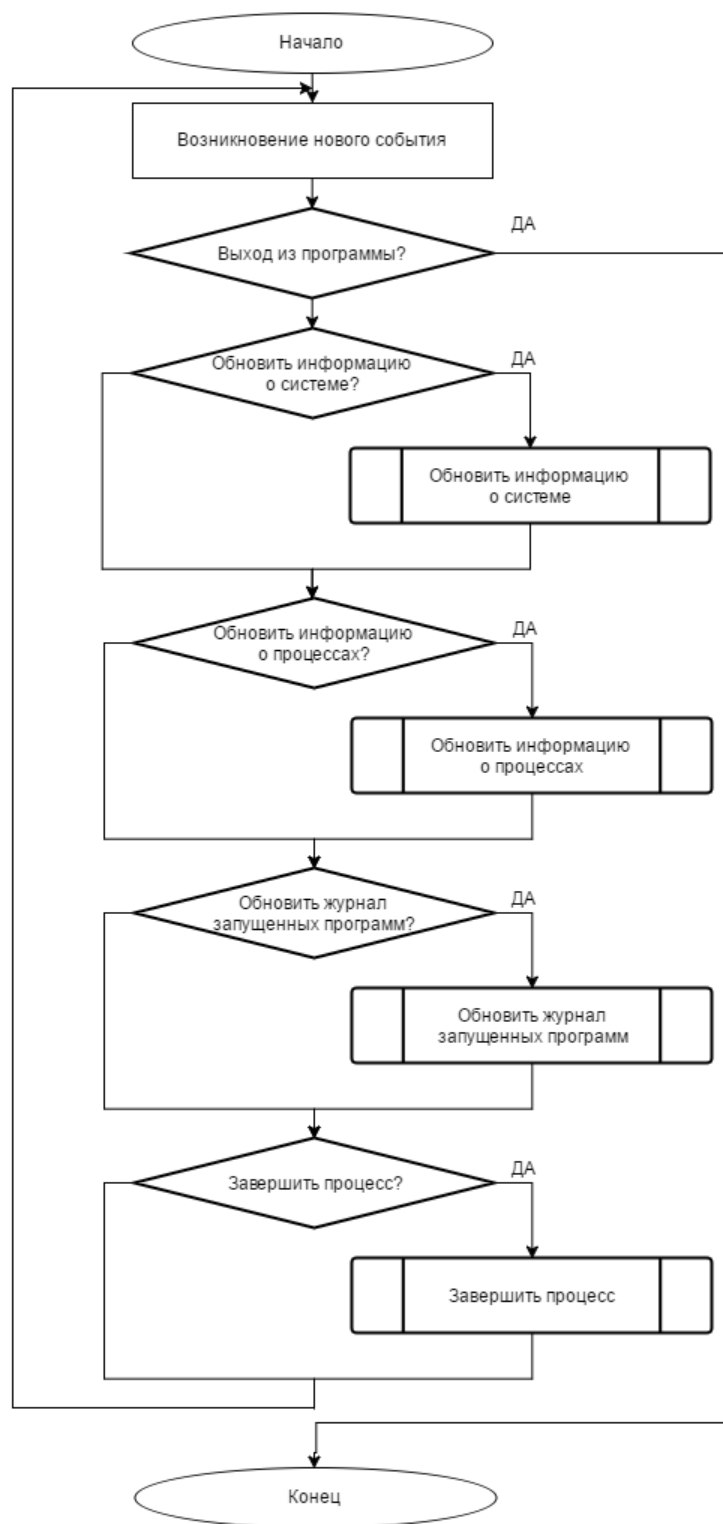 Начало
Возникновение нового события
ДА
Выход из программы?
Обновить информацию
о системе?
ДА
Обновить информацию
о системе
Обновить информацию
о процессах?
ДА
Обновить информацию
о процессах
Обновить журнал
запущенных программ?
ДА
Обновить журнал
запущенных программ
Завершить процесс?
ДА
Завершить процесс
Конец